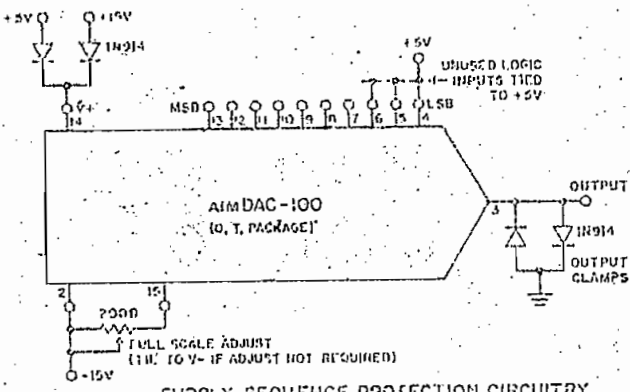 +5V +15V
1N914
+5V
UNUSED LOGIC
INPUTS TIED
TO +5V
V+
14
MSB
LSB
13 12 11 10 9 8 7 6 5 4
aimDAC-100
(Q, T, PACKAGE)
3
OUTPUT
1N914
OUTPUT
CLAMPS
2
15
200Ω
FULL SCALE ADJUST
TO V- IF ADJUST NOT REQUIRED)
-15V
SUPPLY SEQUENCE PROTECTION CIRCUITRY